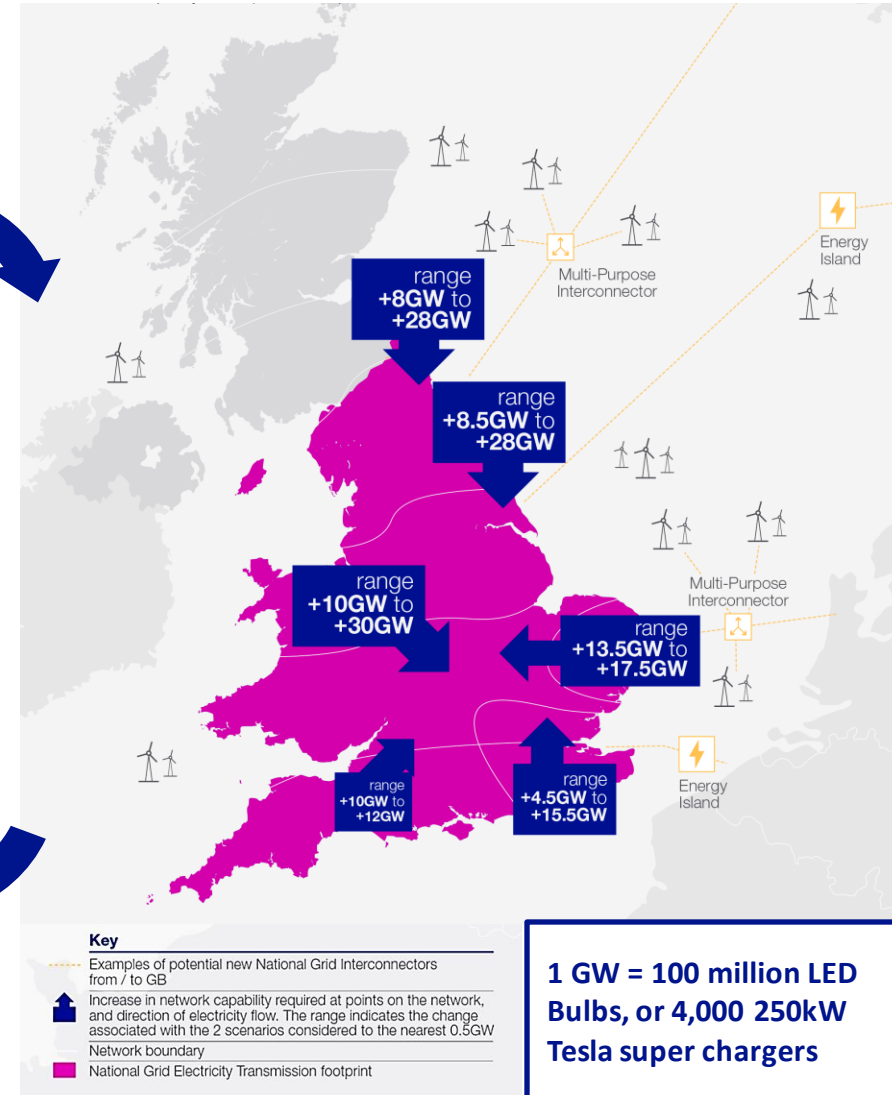 range
+8GW to
+28GW
Multi-Purpose
Interconnector
Energy
Island
range
+8.5GW to
+28GW
range
+10GW to
+30GW
Multi-Purpose
Interconnector
range
+13.5GW to
+17.5GW
range
+10GW to
+12GW
range
+4.5GW to
+15.5GW
Energy
Island
Key
Examples of potential new National Grid Interconnectors
from / to GB
Increase in network capability required at points on the network,
and direction of electricity flow. The range indicates the change
associated with the 2 scenarios considered to the nearest 0.5GW
Network boundary
National Grid Electricity Transmission footprint
1 GW = 100 million LED
Bulbs, or 4,000 250kW
Tesla super chargers